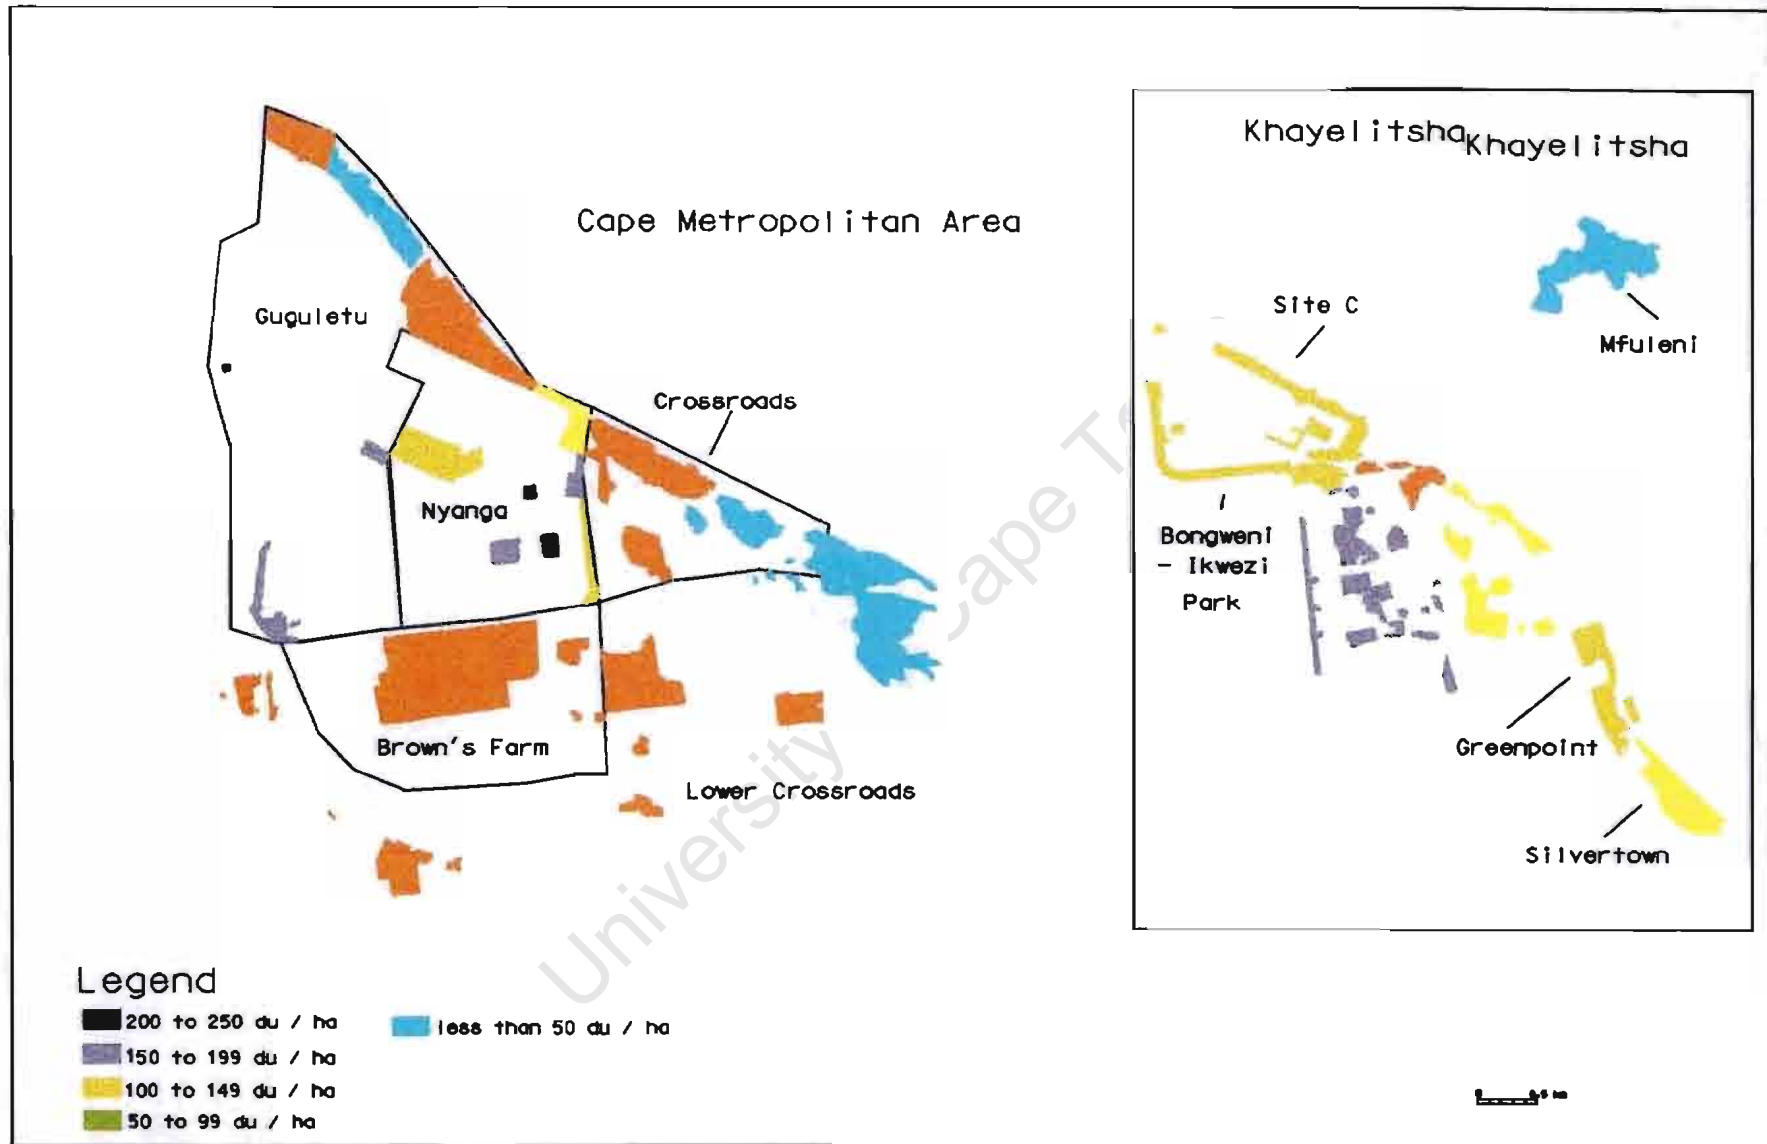 Khayelitsha Khayelitsha
Cape Metropolitan Area
Site C
Guguletu
Mfuleni
Crossroads
Nyanga
Bongweni
- Ikwezi
Park
Brown's Farm
Greenpoint
Lower Crossroads
Silvertown
University Cape
Legend
200 to 250 du / ha
less than 50 du / ha
150 to 199 du / ha
100 to 149 du / ha
50 to 99 du / ha